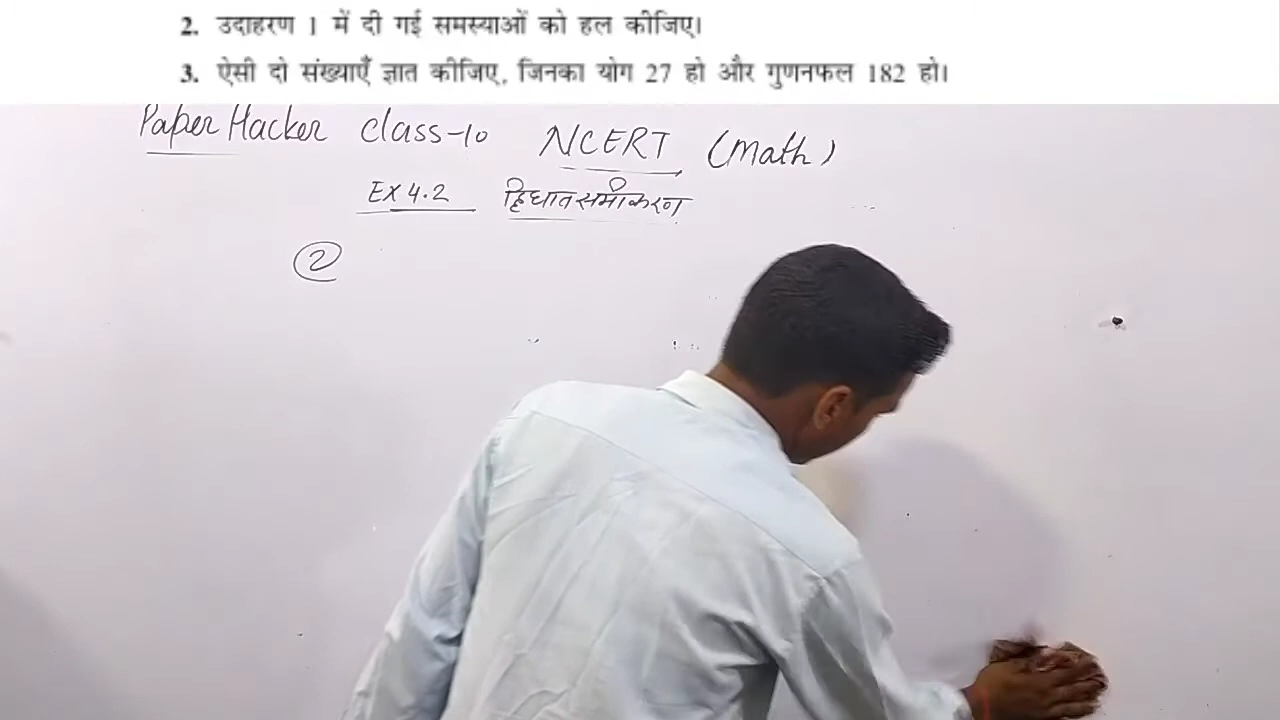 2. उदाहरण 1 में दी गई समस्याओं को हल कीजिए।
3. ऐसी दो संख्याएँ ज्ञात कीजिए, जिनका योग 27 हो और गुणनफल 182 हो।
Paper Hacker class-10 NCERT (Math)
Ex 4.2 द्विघात समीकरण
2